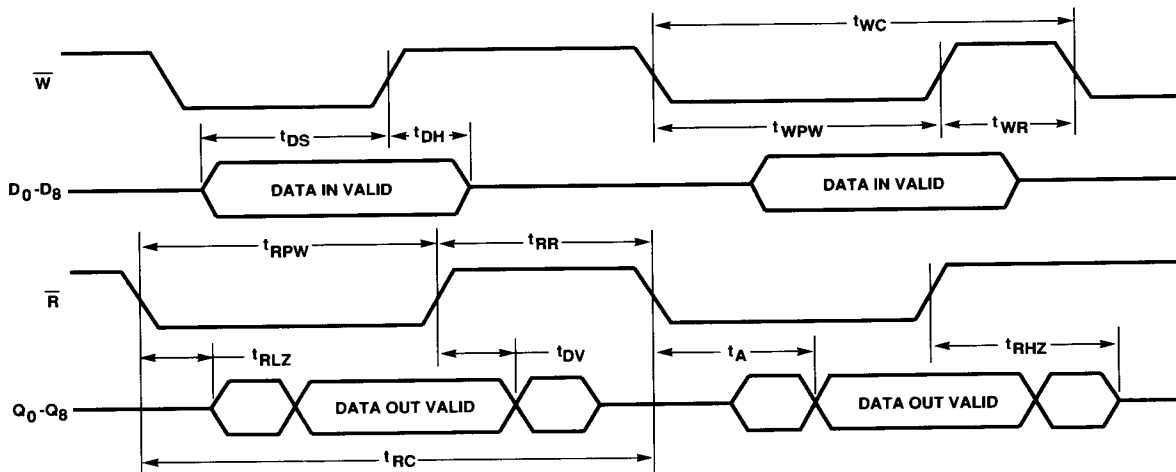 tWC
W
tDS
tDH
tWPW
tWR
D0-D8
DATA IN VALID
DATA IN VALID
tRPW
tRR
R
tRLZ
tDV
tA
tRHZ
Q0-Q8
DATA OUT VALID
DATA OUT VALID
tRC